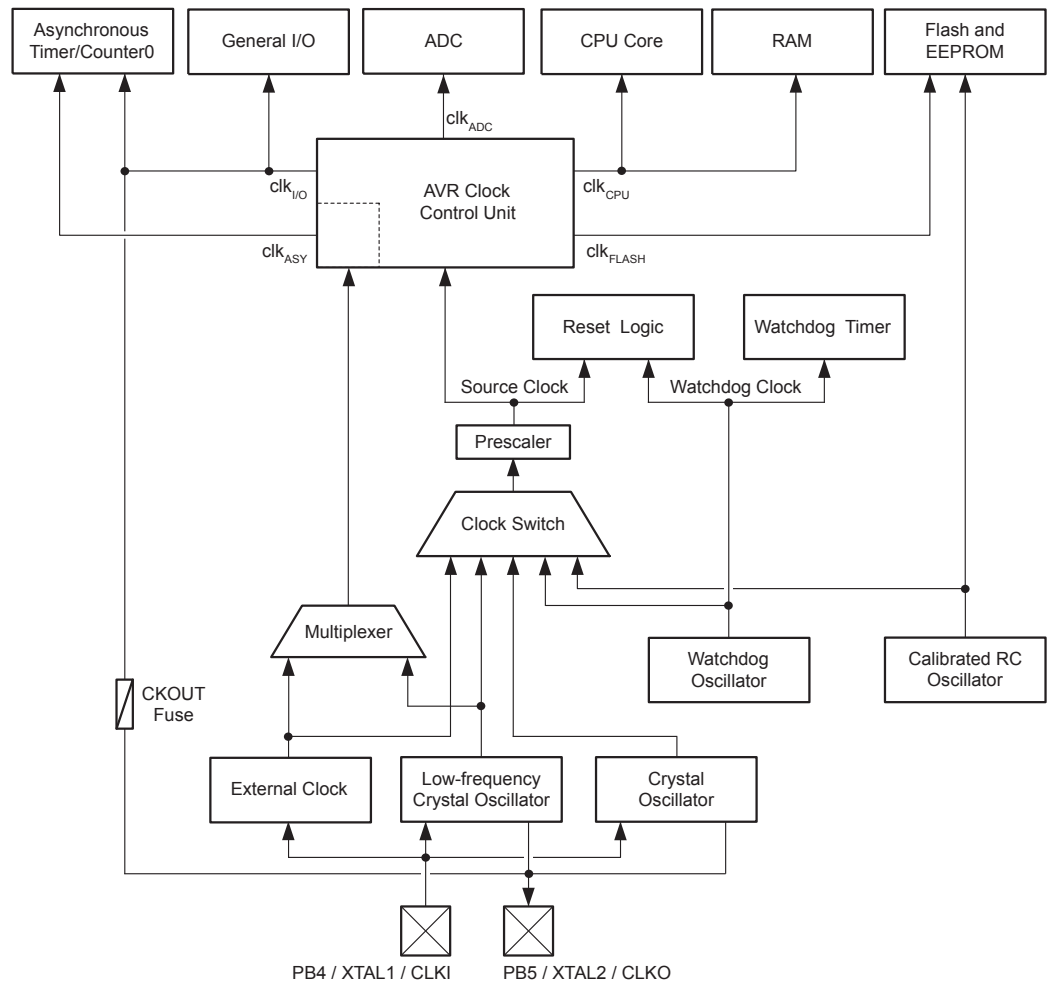 Asynchronous
Timer/Counter0
General I/O
ADC
CPU Core
RAM
Flash and
EEPROM
clkADC
clkI/O
AVR Clock
Control Unit
clkCPU
clkASY
clkFLASH
Reset Logic
Watchdog Timer
Source Clock
Watchdog Clock
Prescaler
Clock Switch
Multiplexer
Watchdog
Oscillator
Calibrated RC
Oscillator
CKOUT
Fuse
External Clock
Low-frequency
Crystal Oscillator
Crystal
Oscillator
PB4 / XTAL1 / CLKI
PB5 / XTAL2 / CLKO